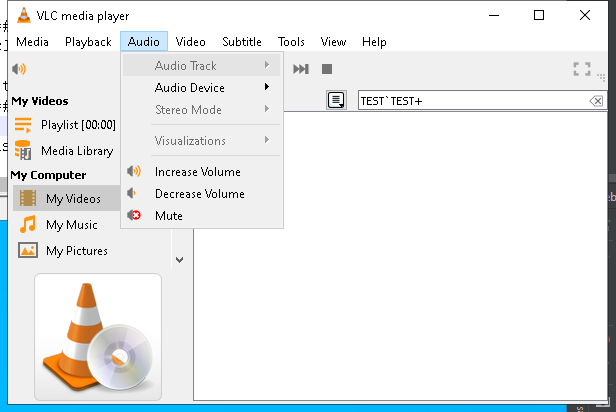 VLC media player
Media Playback Audio Video Subtitle Tools View Help
Audio Track
Audio Device
Stereo Mode
Visualizations
Increase Volume
Decrease Volume
Mute
My Videos
Playlist [00:00]
Media Library
My Computer
My Videos
My Music
My Pictures
TEST`TEST+